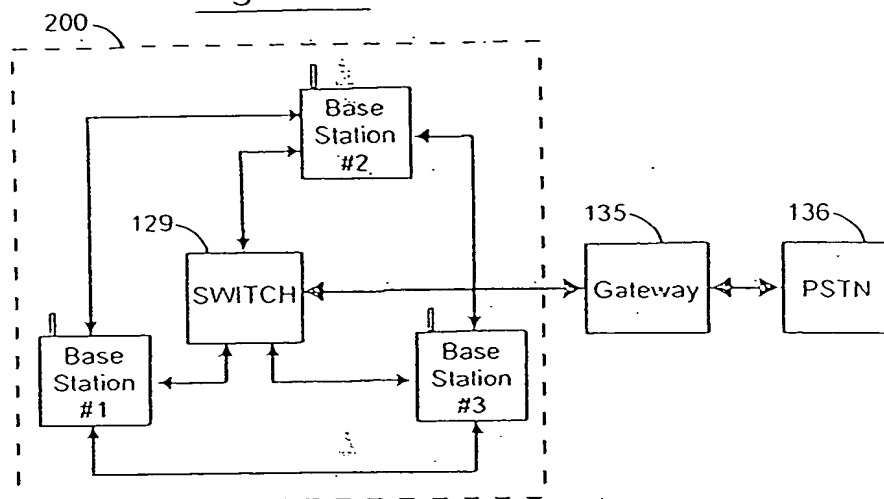 200
Base
Station
#2
129
SWITCH
135
Gateway
136
PSTN
Base
Station
#1
Base
Station
#3